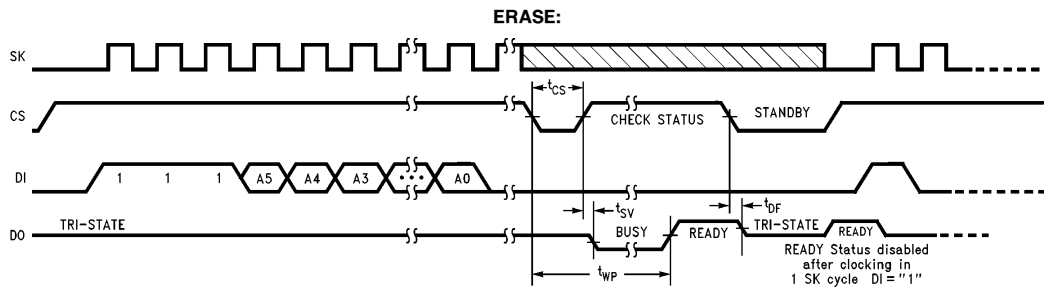 ERASE:
SK
tCS
CS
CHECK STATUS
STANDBY
DI
1 1 1 A5 A4 A3 ••• A0
tSV
tDF
TRI-STATE
BUSY
READY
TRI-STATE
READY
DO
tWP
READY Status disabled
after clocking in
1 SK cycle DI = "1"